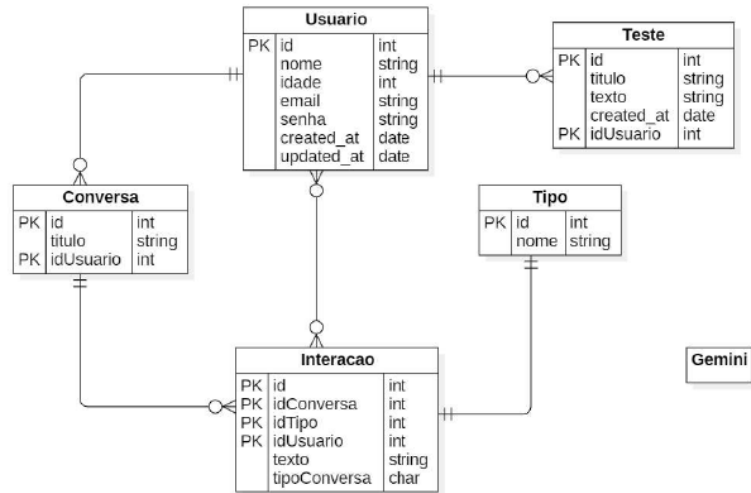 Usuario
PK id int
nome string
idade int
email string
senha string
created_at date
updated_at date
Teste
PK id int
titulo string
texto string
created_at date
PK idUsuario int
Conversa
PK id int
titulo string
PK idUsuario int
Tipo
PK id int
nome string
Interacao
PK id int
PK idConversa int
PK idTipo int
PK idUsuario int
texto string
tipoConversa char
Gemini